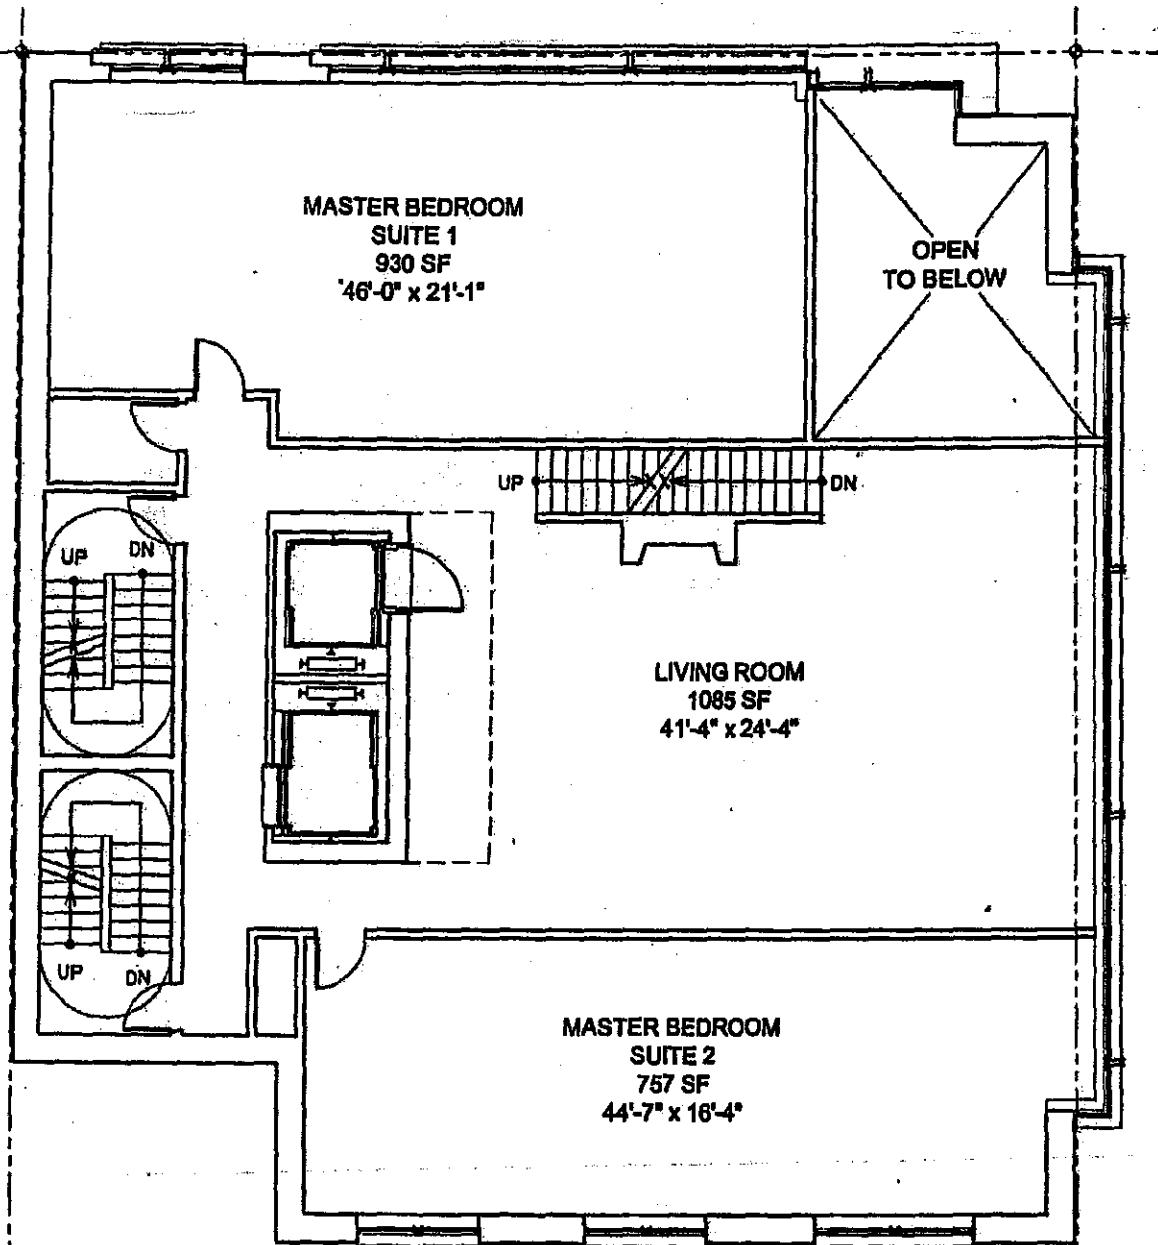 MASTER BEDROOM
SUITE 1
930 SF
46'-0" x 21'-1"
OPEN
TO BELOW
UP
DN
UP
DN
LIVING ROOM
1085 SF
41'-4" x 24'-4"
UP
DN
MASTER BEDROOM
SUITE 2
757 SF
44'-7" x 16'-4"